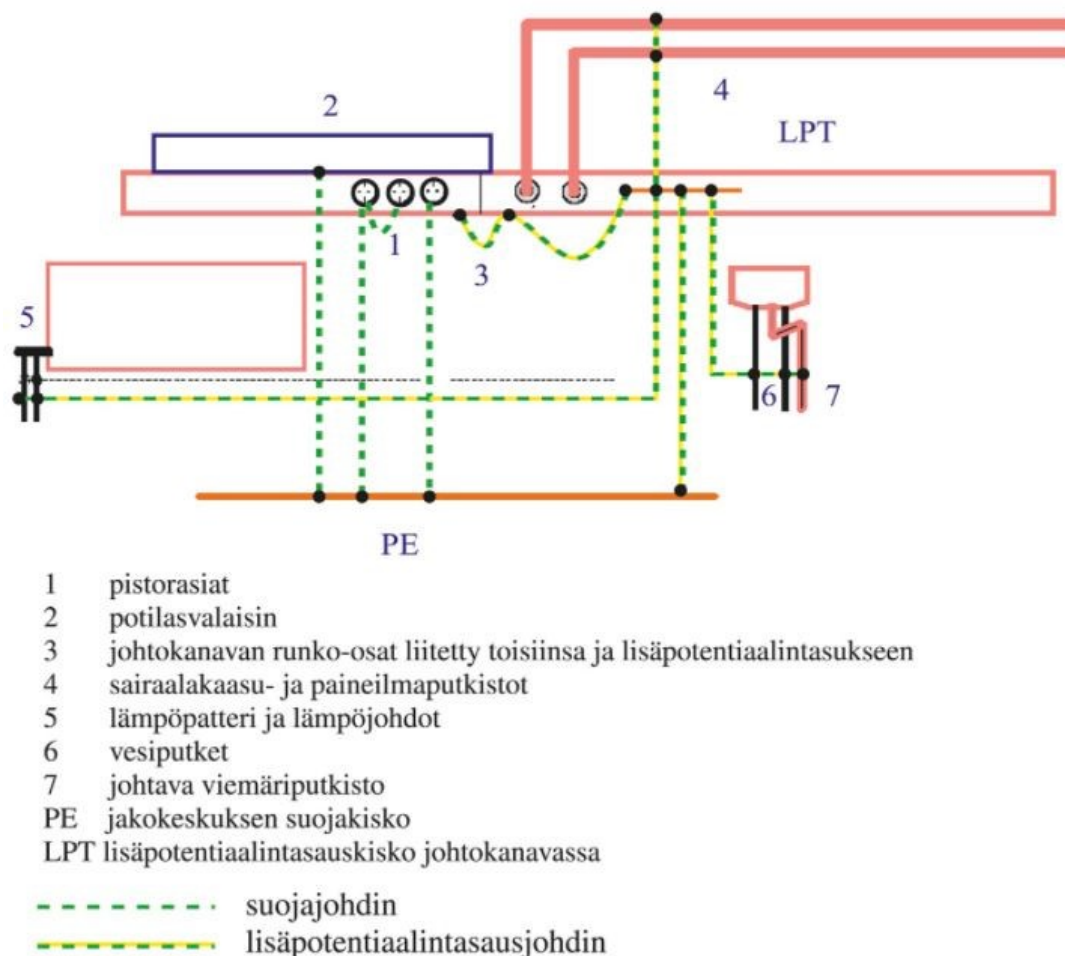 2
4
LPT
1
3
5
6
7
PE
1 pistorasiat
2 potilasvalaisin
3 johtokanavan runko-osat liitetty toisiinsa ja lisäpotentiaalintasukseen
4 sairaalakaasu- ja paineilmaputkistot
5 lämpöpatteri ja lämpöjohdot
6 vesiputket
7 johtava viemäriputkisto
PE jakokeskuksen suojakisko
LPT lisäpotentiaalintasauskisko johtokanavassa
suojajohdin
lisäpotentiaalintasausjohdin